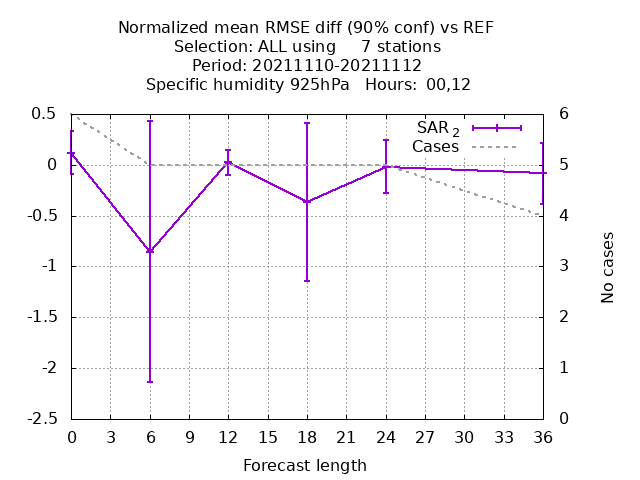 Normalized mean RMSE diff (90% conf) vs REF
Selection: ALL using 7 stations
Period: 20211110-20211112
Specific humidity 925hPa Hours: 00,12
0.5
0
-0.5
-1
-1.5
-2
-2.5
6
5
4
3
2
1
0
SAR 2
Cases
No cases
0 3 6 9 12 15 18 21 24 27 30 33 36
Forecast length